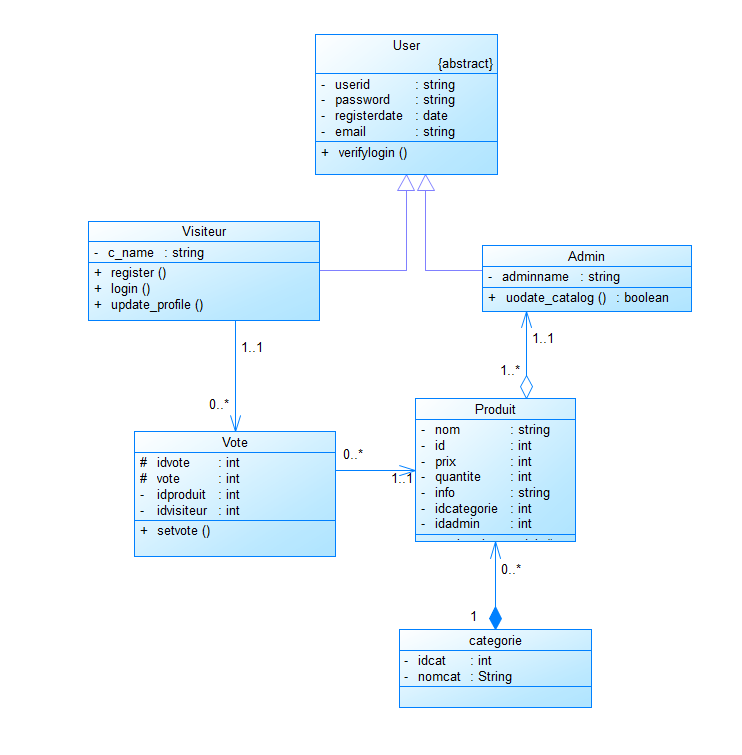 User
{abstract}
- userid : string
- password : string
- registerdate : date
- email : string
+ verifylogin ()
Visiteur
- c_name : string
+ register ()
+ login ()
+ update_profile ()
Admin
- adminname : string
+ uodate_catalog () : boolean
1..1
1..1
1..*
0..*
Produit
- nom : string
- id : int
- prix : int
- quantite : int
- info : string
- idcategorie : int
- idadmin : int
Vote
# idvote : int
# vote : int
- idproduit : int
- idvisiteur : int
+ setvote ()
0..*
1..1
0..*
1
categorie
- idcat : int
- nomcat : String